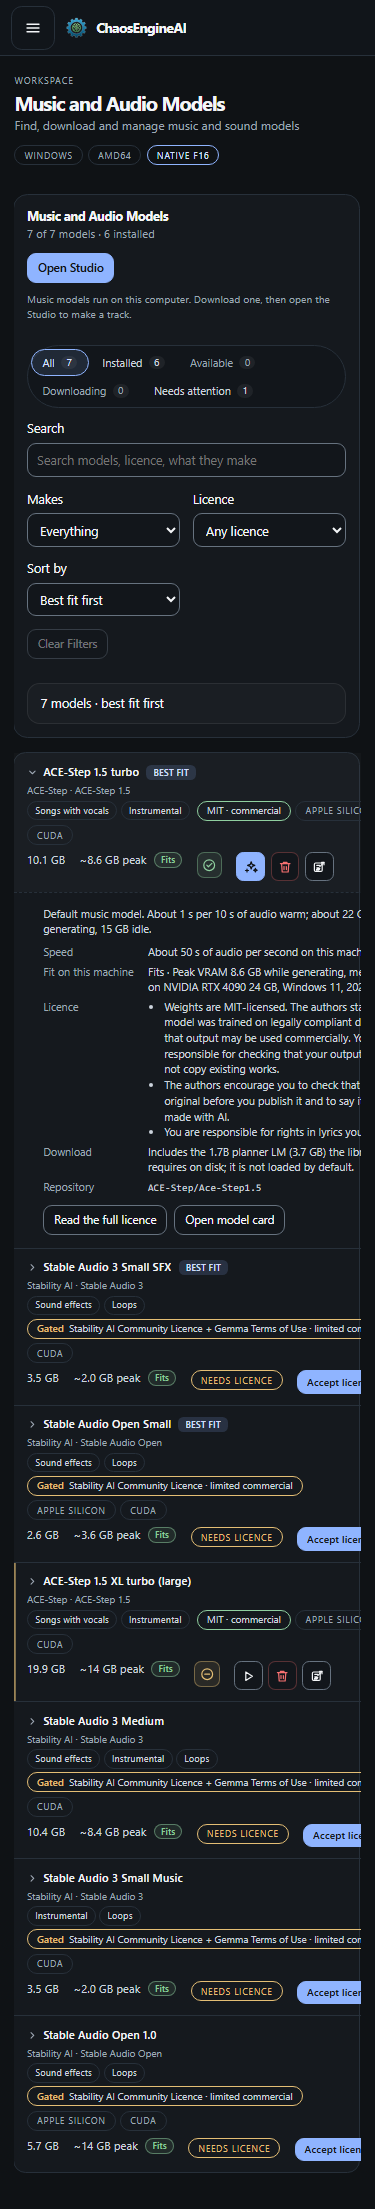 ChaosEngineAI
WORKSPACE
Music and Audio Models
Find, download and manage music and sound models
WINDOWS AMD64 NATIVE F16
Music and Audio Models
7 of 7 models · 6 installed
Open Studio
Music models run on this computer. Download one, then open the
Studio to make a track.
All 7 Installed 6 Available 0
Downloading 0 Needs attention 1
Search
Search models, licence, what they make
Makes Licence
Everything Any licence
Sort by
Best fit first
Clear Filters
7 models · best fit first
ACE-Step 1.5 turbo BEST FIT
ACE-Step · ACE-Step 1.5
Songs with vocals Instrumental MIT · commercial APPLE SILIC
CUDA
10.1 GB ~8.6 GB peak Fits
Default music model. About 1 s per 10 s of audio warm; about 22 G
generating, 15 GB idle.
Speed About 50 s of audio per second on this mach
Fit on this machine Fits · Peak VRAM 8.6 GB while generating, me
on NVIDIA RTX 4090 24 GB, Windows 11, 202
Licence • Weights are MIT-licensed. The authors sta
model was trained on legally compliant d
that output may be used commercially. Yo
responsible for checking that your output
not copy existing works.
• The authors encourage you to check that
original before you publish it and to say i
made with AI.
• You are responsible for rights in lyrics you
Download Includes the 1.7B planner LM (3.7 GB) the libr
requires on disk; it is not loaded by default.
Repository ACE-Step/Ace-Step1.5
Read the full licence Open model card
Stable Audio 3 Small SFX BEST FIT
Stability AI · Stable Audio 3
Sound effects Loops
Gated Stability AI Community Licence + Gemma Terms of Use · limited com
CUDA
3.5 GB ~2.0 GB peak Fits NEEDS LICENCE Accept licen
Stable Audio Open Small BEST FIT
Stability AI · Stable Audio Open
Sound effects Loops
Gated Stability AI Community Licence · limited commercial
APPLE SILICON CUDA
2.6 GB ~3.6 GB peak Fits NEEDS LICENCE Accept licen
ACE-Step 1.5 XL turbo (large)
ACE-Step · ACE-Step 1.5
Songs with vocals Instrumental MIT · commercial APPLE SILIC
CUDA
19.9 GB ~14 GB peak Fits
Stable Audio 3 Medium
Stability AI · Stable Audio 3
Sound effects Instrumental Loops
Gated Stability AI Community Licence + Gemma Terms of Use · limited com
CUDA
10.4 GB ~8.4 GB peak Fits NEEDS LICENCE Accept lice
Stable Audio 3 Small Music
Stability AI · Stable Audio 3
Instrumental Loops
Gated Stability AI Community Licence + Gemma Terms of Use · limited com
CUDA
3.5 GB ~2.0 GB peak Fits NEEDS LICENCE Accept licen
Stable Audio Open 1.0
Stability AI · Stable Audio Open
Sound effects Loops
Gated Stability AI Community Licence · limited commercial
APPLE SILICON CUDA
5.7 GB ~14 GB peak Fits NEEDS LICENCE Accept licen